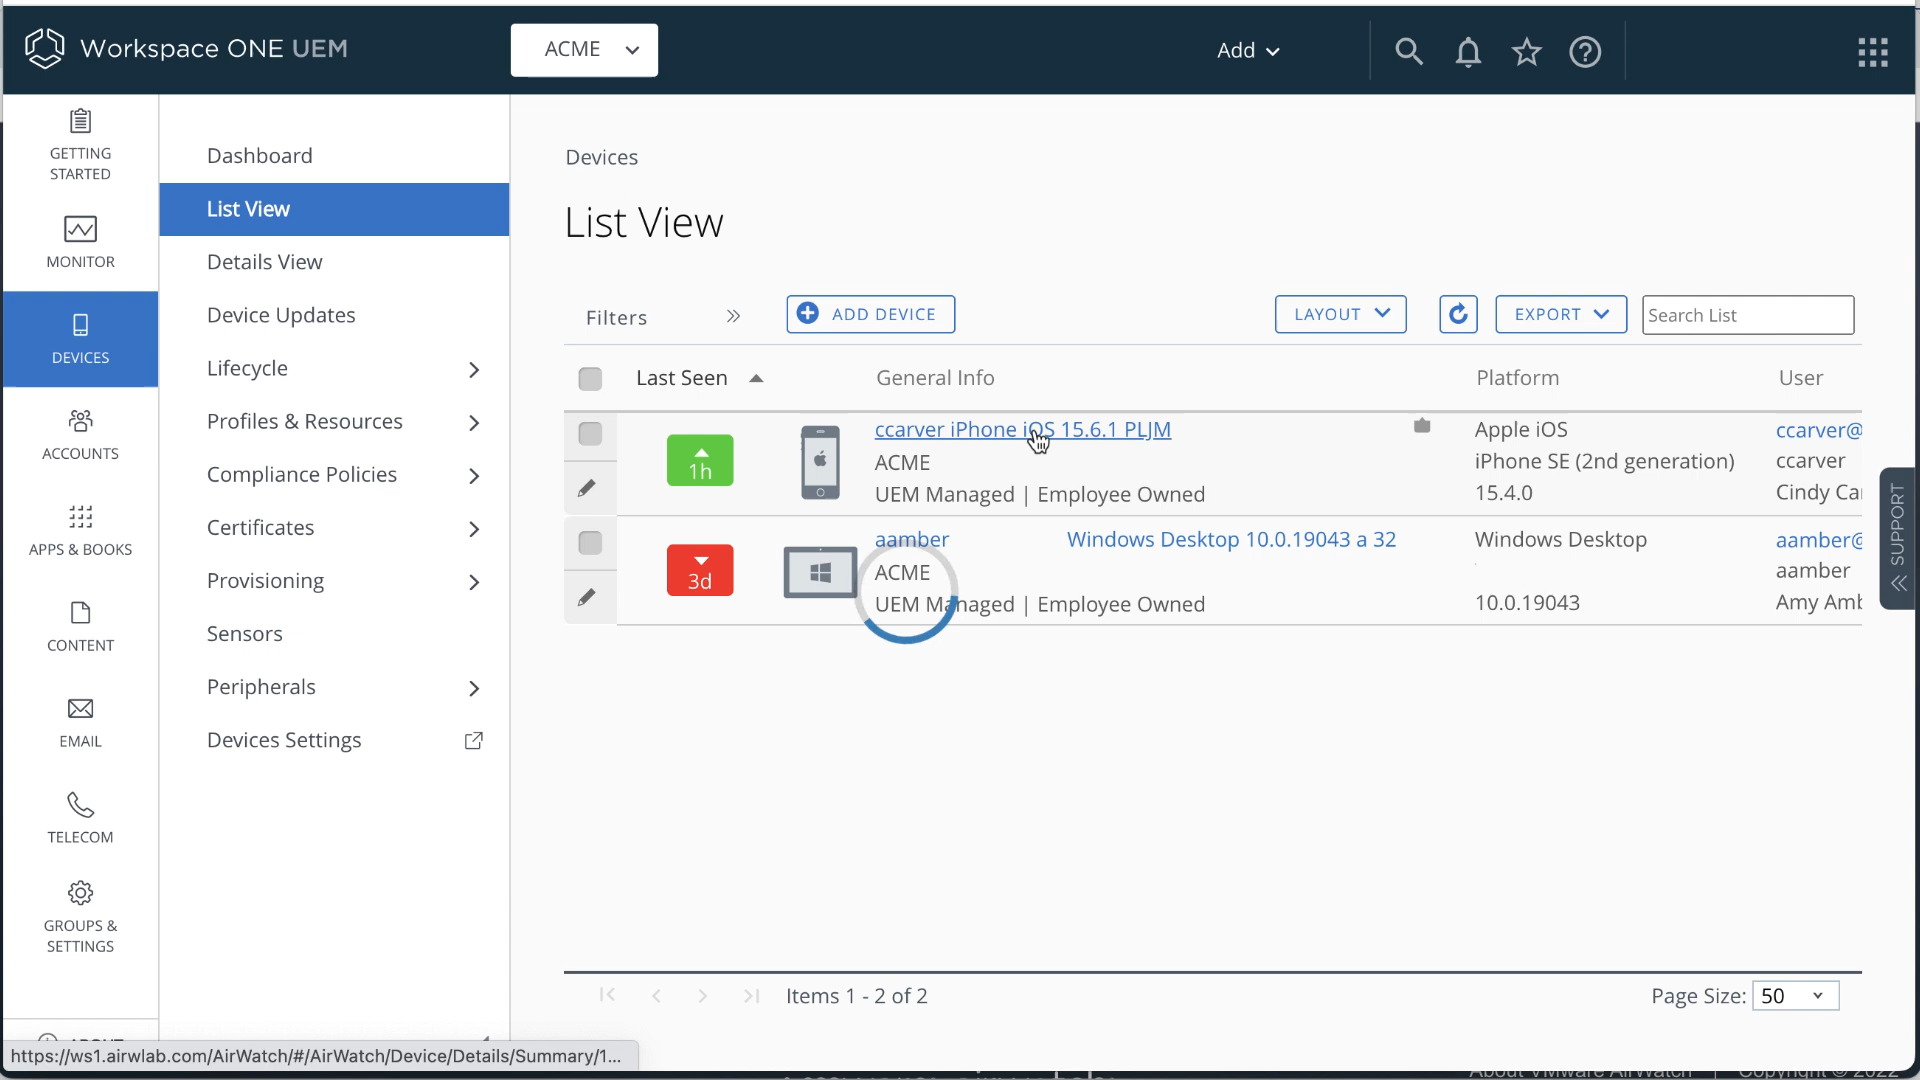 Workspace ONE UEM
ACME
Add
GETTING
STARTED
MONITOR
DEVICES
ACCOUNTS
APPS & BOOKS
CONTENT
EMAIL
TELECOM
GROUPS &
SETTINGS
ABOUT
Dashboard
List View
Details View
Device Updates
Lifecycle
Profiles & Resources
Compliance Policies
Certificates
Provisioning
Sensors
Peripherals
Devices Settings
Devices
List View
Filters
ADD DEVICE
LAYOUT
EXPORT
Search List
Last Seen
General Info
Platform
User
1h
ccarver iPhone iOS 15.6.1 PLJM
ACME
UEM Managed | Employee Owned
Apple iOS
iPhone SE (2nd generation)
15.4.0
ccarver@
ccarver
Cindy Ca
3d
aamber Windows Desktop 10.0.19043 a 32
ACME
UEM Managed | Employee Owned
Windows Desktop
10.0.19043
aamber@
aamber
Amy Amb
SUPPORT
Items 1 - 2 of 2
Page Size: 50
https://ws1.airwlab.com/AirWatch/#/AirWatch/Device/Details/Summary/1...
About VMware AirWatch | Copyright © 2022